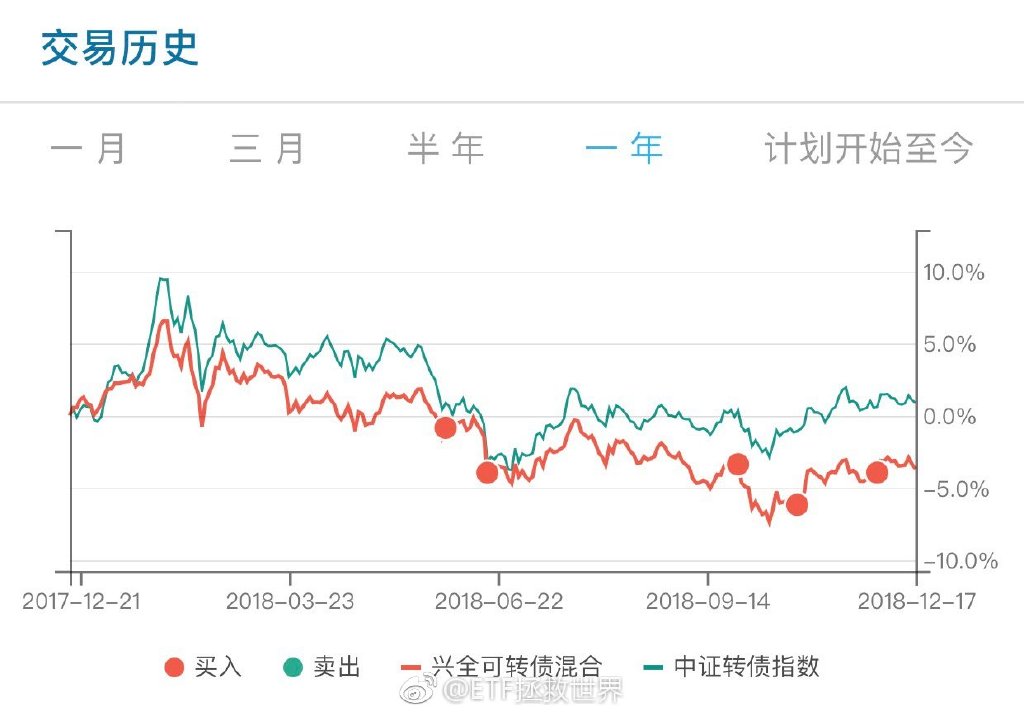 交易历史
一月 三月 半年 一年 计划开始至今
10.0%
5.0%
0.0%
-5.0%
-10.0%
2017-12-21 2018-03-23 2018-06-22 2018-09-14 2018-12-17
买入 卖出 兴全可转债混合 中证转债指数
@ETF拯救世界